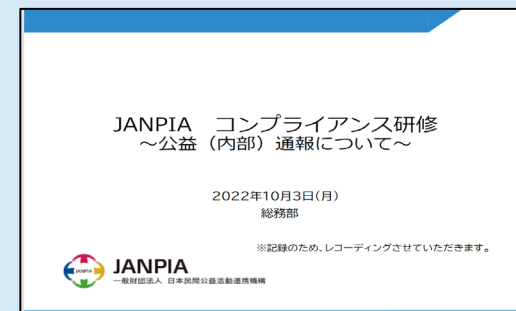 JANPIA コンプライアンス研修
～公益（内部）通報について～
2022年10月3日(月)
総務部
※記録のため、レコーディングさせていただきます。
JANPIA
JANPIA
一般財団法人 日本民間公益活動連携機構